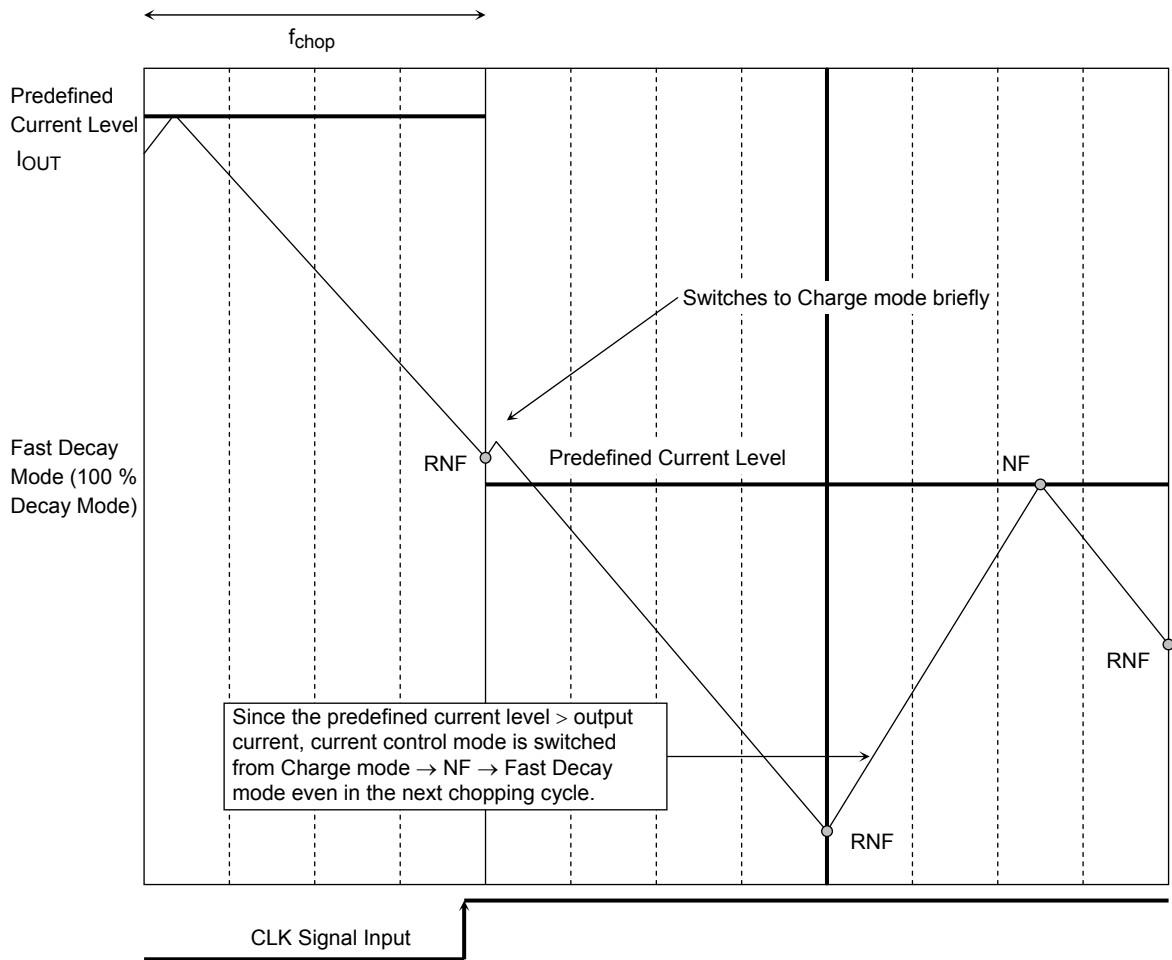 fchop
Predefined
Current Level
IOUT
Switches to Charge mode briefly
Fast Decay
Mode (100 %
Decay Mode)
RNF
Predefined Current Level
NF
RNF
Since the predefined current level > output
current, current control mode is switched
from Charge mode → NF → Fast Decay
mode even in the next chopping cycle.
RNF
CLK Signal Input